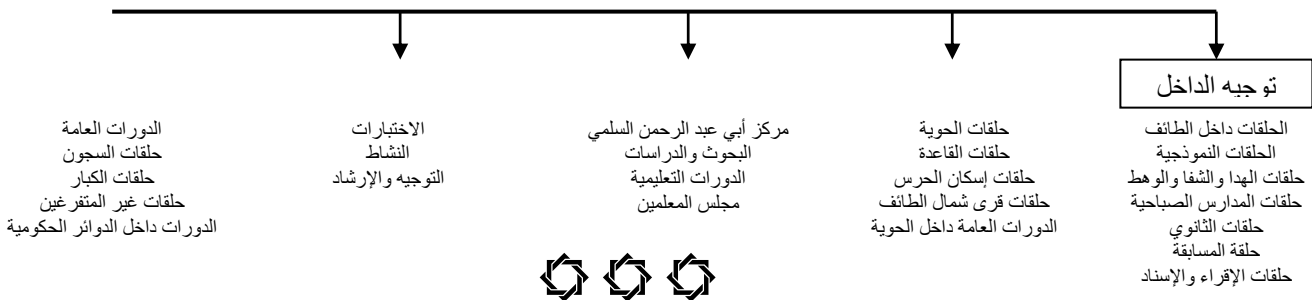 توجيه الداخل
الحلقات داخل الطائف
الحلقات النموذجية
حلقات الهدا والشفا والوهط
حلقات المدارس الصباحية
حلقات الثانوي
حلقة المسابقة
حلقات الإقراء والإسناد
حلقات الحوية
حلقات القاعدة
حلقات إسكان الحرس
حلقات قرى شمال الطائف
الدورات العامة داخل الحوية
مركز أبي عبد الرحمن السلمي
البحوث والدراسات
الدورات التعليمية
مجلس المعلمين
الاختبارات
النشاط
التوجيه والإرشاد
الدورات العامة
حلقات السجون
حلقات الكبار
حلقات غير المتفرغين
الدورات داخل الدوائر الحكومية